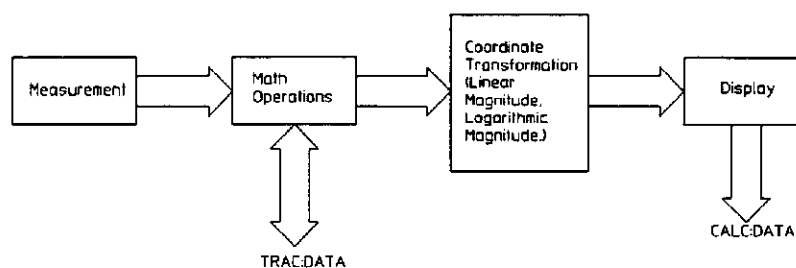 Measurement
Math
Operations
Coordinate
Transformation
(Linear
Magnitude,
Logarithmic
Magnitude.)
Display
TRAC:DATA
CALC:DATA